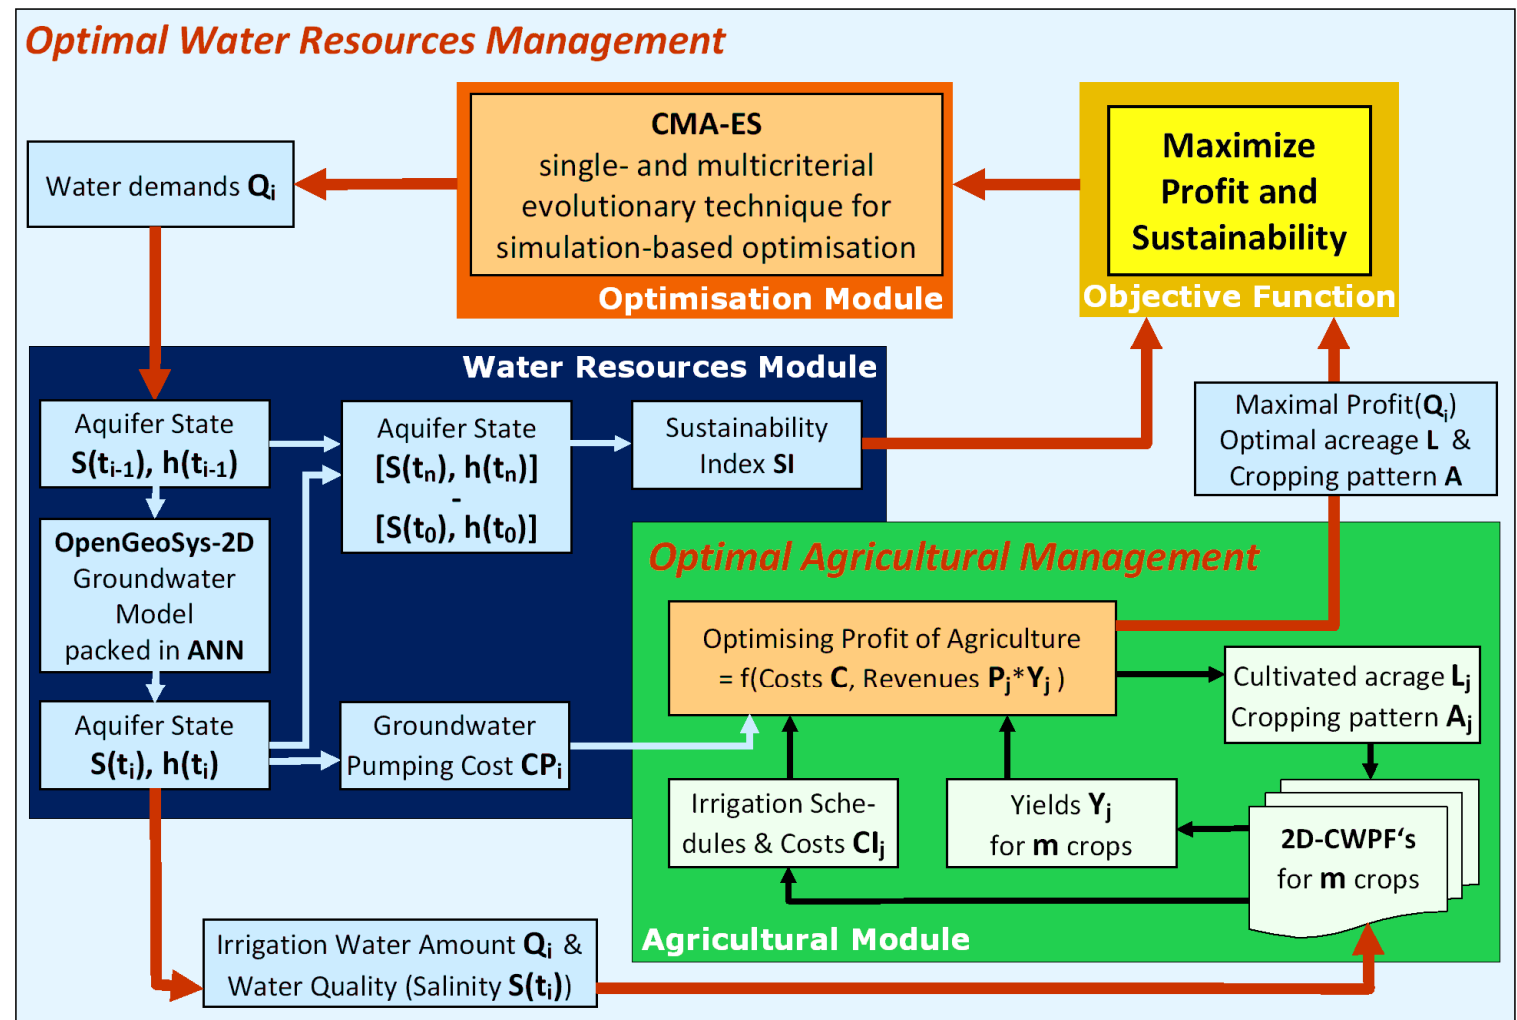 Optimal Water Resources Management
CMA-ES
single- and multicriterial
evolutionary technique for
simulation-based optimisation
Optimisation Module
Maximize
Profit and
Sustainability
Objective Function
Water demands Qi
Water Resources Module
Aquifer State
S(ti-1), h(ti-1)
Aquifer State
[S(tn), h(tn)]
-
[S(t0), h(t0)]
Sustainability
Index SI
Maximal Profit(Qi)
Optimal acreage L &
Cropping pattern A
OpenGeoSys-2D
Groundwater
Model
packed in ANN
Aquifer State
S(ti), h(ti)
Groundwater
Pumping Cost CPi
Optimal Agricultural Management
Optimising Profit of Agriculture
= f(Costs C, Revenues Pj*Yj )
Cultivated acrage Lj
Cropping pattern Aj
Irrigation Sche-
dules & Costs CIj
Yields Yj
for m crops
2D-CWPF‘s
for m crops
Agricultural Module
Irrigation Water Amount Qi &
Water Quality (Salinity S(ti))